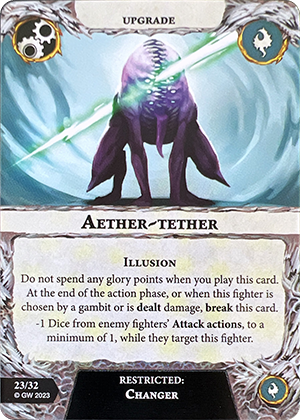 UPGRADE
AETHER-TETHER
ILLUSION
Do not spend any glory points when you play this card.
At the end of the action phase, or when this fighter is
chosen by a gambit or is dealt damage, break this card.
-1 Dice from enemy fighters' Attack actions, to a
minimum of 1, while they target this fighter.
23/32
© GW 2023
RESTRICTED:
CHANGER